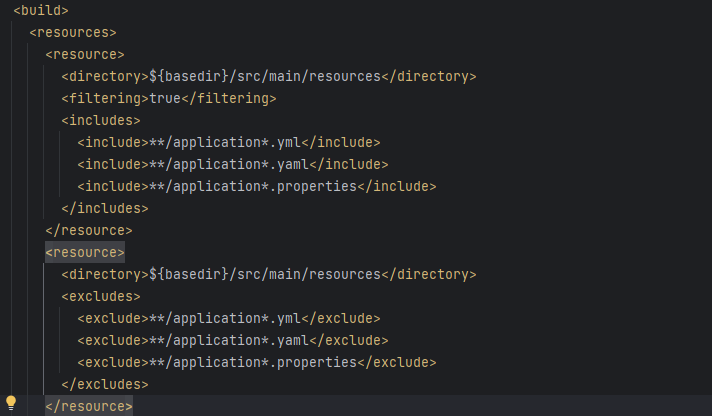 <build>
<resources>
<resource>
<directory>${basedir}/src/main/resources</directory>
<filtering>true</filtering>
<includes>
<include>**/application*.yml</include>
<include>**/application*.yaml</include>
<include>**/application*.properties</include>
</includes>
</resource>
<resource>
<directory>${basedir}/src/main/resources</directory>
<excludes>
<exclude>**/application*.yml</exclude>
<exclude>**/application*.yaml</exclude>
<exclude>**/application*.properties</exclude>
</excludes>
</resource>